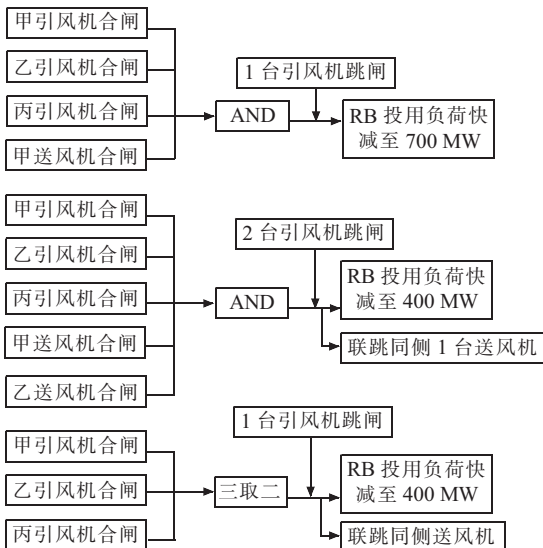 甲引风机合闸
乙引风机合闸
1 台引风机跳闸
丙引风机合闸
AND
RB 投用负荷快
减至 700 MW
甲送风机合闸
甲引风机合闸
2 台引风机跳闸
乙引风机合闸
RB 投用负荷快
减至 400 MW
丙引风机合闸
AND
甲送风机合闸
联跳同侧 1 台送风机
乙送风机合闸
1 台引风机跳闸
甲引风机合闸
RB 投用负荷快
减至 400 MW
乙引风机合闸
三取二
丙引风机合闸
联跳同侧送风机